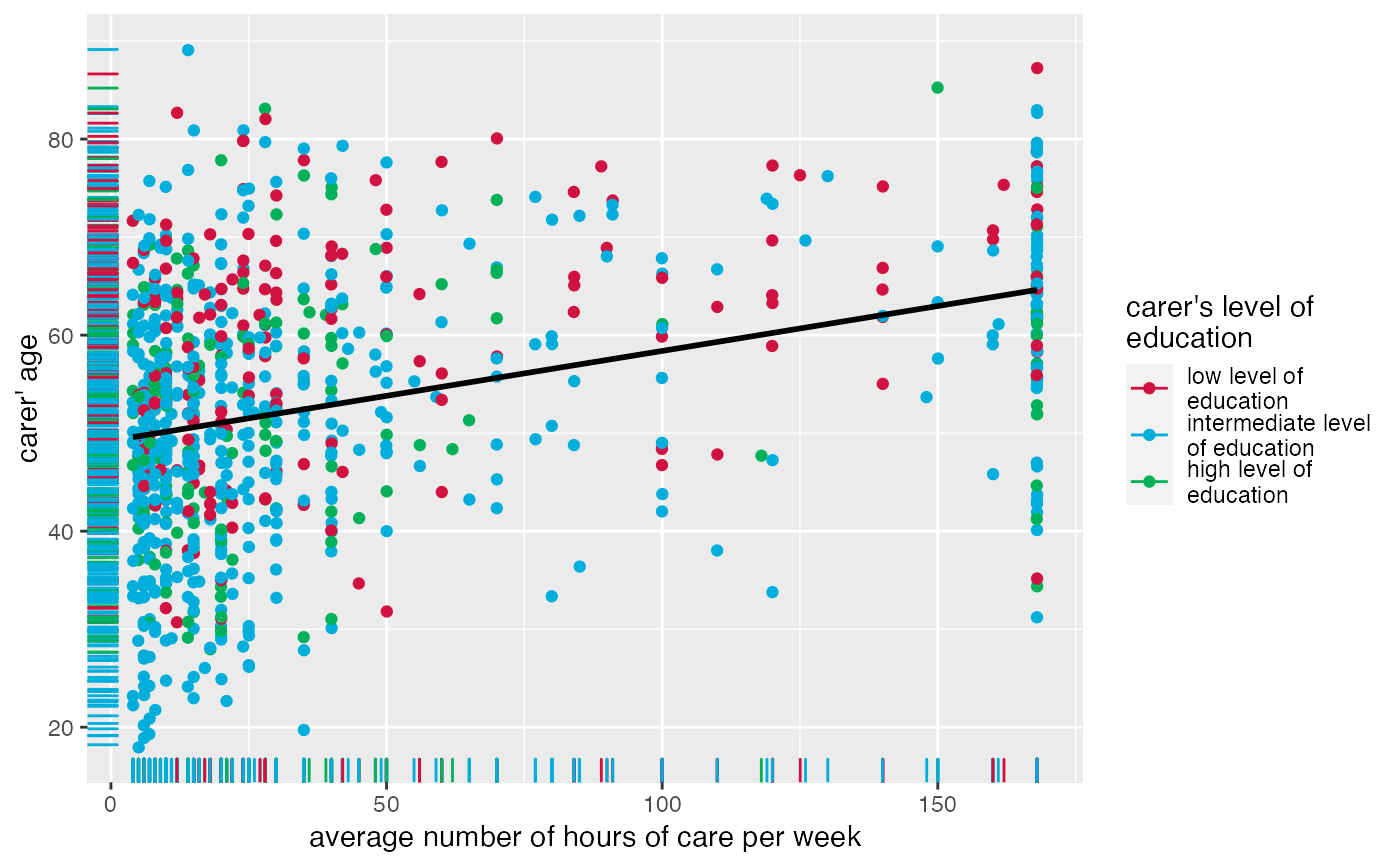 80
60
40
20
carer' age
0
50
100
150
average number of hours of care per week
carer's level of
education
low level of
education
intermediate level
of education
high level of
education